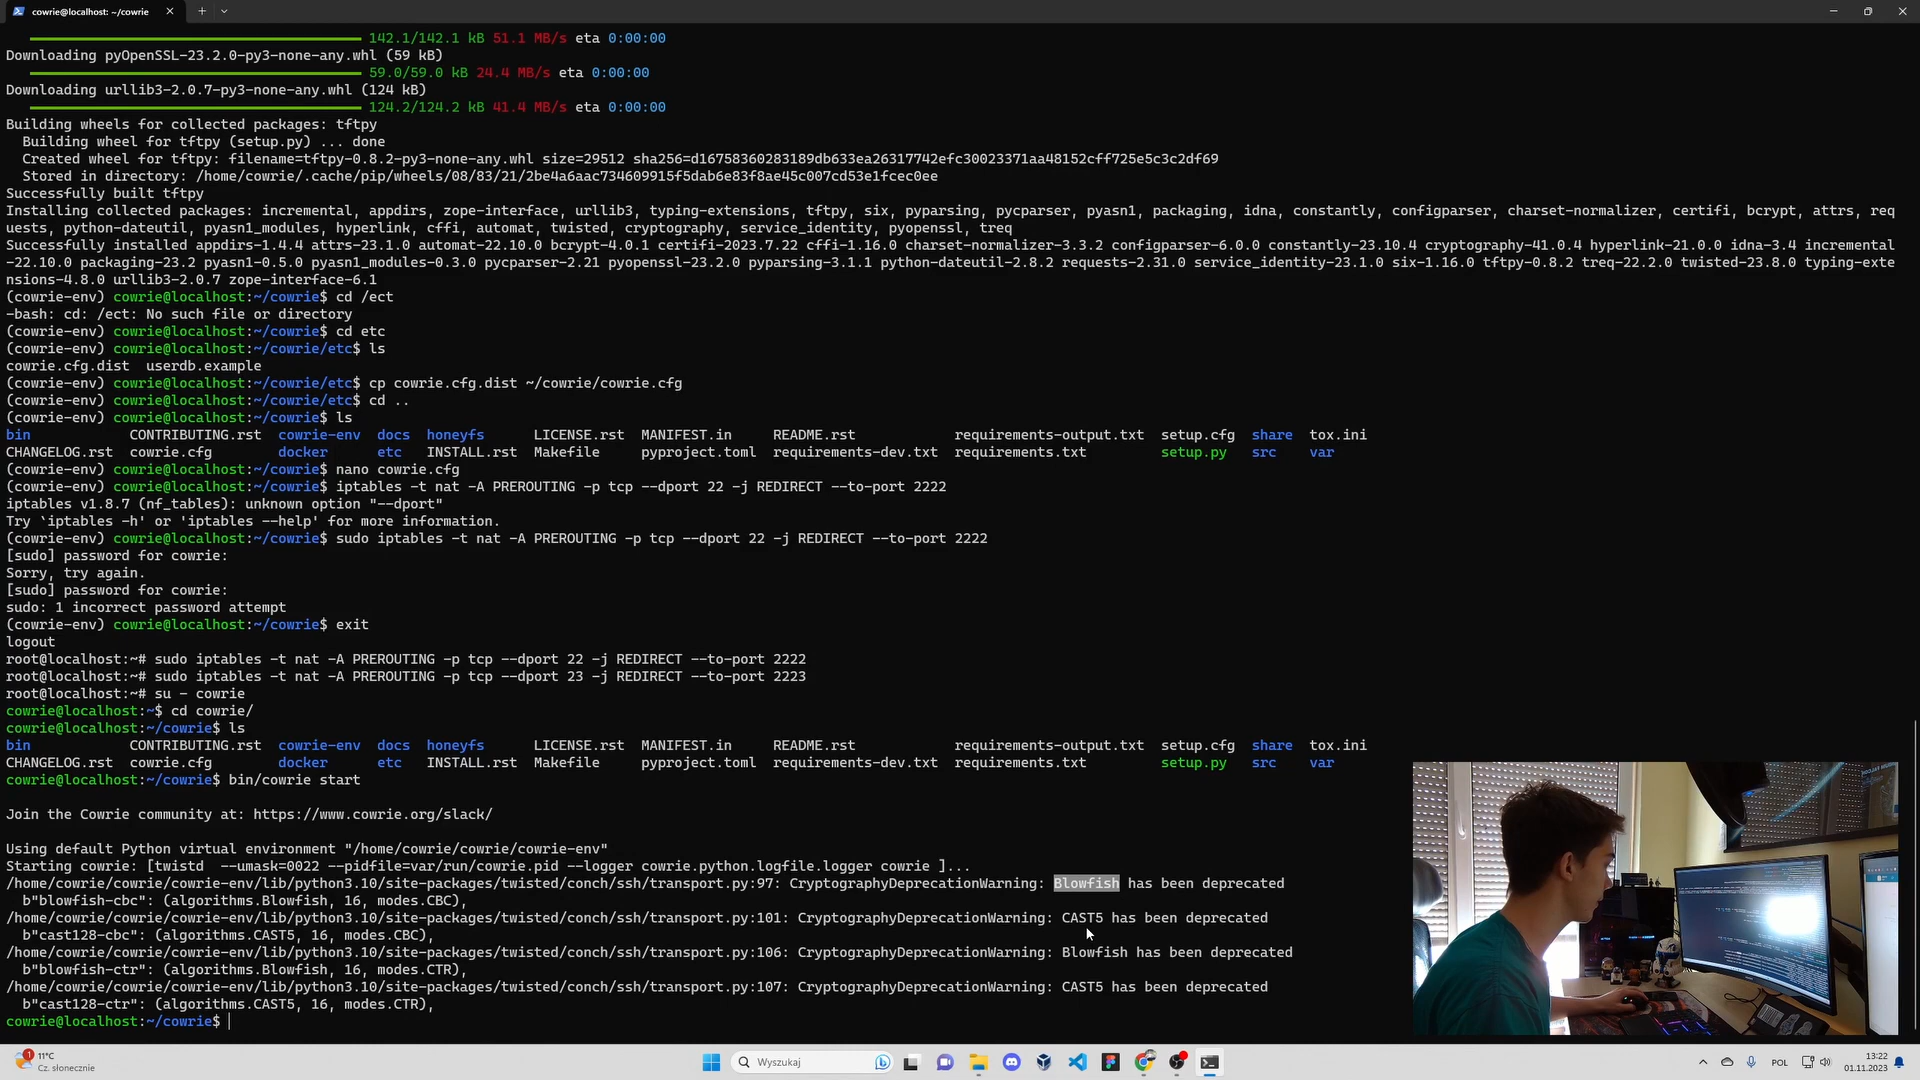 cowrie@localhost: ~/cowrie
142.1/142.1 kB 51.1 MB/s eta 0:00:00
Downloading pyOpenSSL-23.2.0-py3-none-any.whl (59 kB)
59.0/59.0 kB 24.4 MB/s eta 0:00:00
Downloading urllib3-2.0.7-py3-none-any.whl (124 kB)
124.2/124.2 kB 41.4 MB/s eta 0:00:00
Building wheels for collected packages: tftpy
Building wheel for tftpy (setup.py) ... done
Created wheel for tftpy: filename=tftpy-0.8.2-py3-none-any.whl size=29512 sha256=d16758360283189db633ea26317742efc30023371aa48152cff725e5c3c2df69
Stored in directory: /home/cowrie/.cache/pip/wheels/08/83/21/2be4a6aac734609915f5dab6e83f8ae45c007cd53e1fcec0ee
Successfully built tftpy
Installing collected packages: incremental, appdirs, zope-interface, urllib3, typing-extensions, tftpy, six, pyparsing, pycparser, pyasn1, packaging, idna, constantly, configparser, charset-normalizer, certifi, bcrypt, attrs, req
uests, python-dateutil, pyasn1_modules, hyperlink, cffi, automat, twisted, cryptography, service_identity, pyopenssl, treq
Successfully installed appdirs-1.4.4 attrs-23.1.0 automat-22.10.0 bcrypt-4.0.1 certifi-2023.7.22 cffi-1.16.0 charset-normalizer-3.3.2 configparser-6.0.0 constantly-23.10.4 cryptography-41.0.4 hyperlink-21.0.0 idna-3.4 incremental
-22.10.0 packaging-23.2 pyasn1-0.5.0 pyasn1_modules-0.3.0 pycparser-2.21 pyopenssl-23.2.0 pyparsing-3.1.1 python-dateutil-2.8.2 requests-2.31.0 service_identity-23.1.0 six-1.16.0 tftpy-0.8.2 treq-22.2.0 twisted-23.8.0 typing-exte
nsions-4.8.0 urllib3-2.0.7 zope-interface-6.1
(cowrie-env) cowrie@localhost:~/cowrie$ cd /ect
-bash: cd: /ect: No such file or directory
(cowrie-env) cowrie@localhost:~/cowrie$ cd etc
(cowrie-env) cowrie@localhost:~/cowrie/etc$ ls
cowrie.cfg.dist userdb.example
(cowrie-env) cowrie@localhost:~/cowrie/etc$ cp cowrie.cfg.dist ~/cowrie/cowrie.cfg
(cowrie-env) cowrie@localhost:~/cowrie/etc$ cd ..
(cowrie-env) cowrie@localhost:~/cowrie$ ls
bin CONTRIBUTING.rst cowrie-env docs honeyfs LICENSE.rst MANIFEST.in README.rst requirements-output.txt setup.cfg share tox.ini
CHANGELOG.rst cowrie.cfg docker etc INSTALL.rst Makefile pyproject.toml requirements-dev.txt requirements.txt setup.py src var
(cowrie-env) cowrie@localhost:~/cowrie$ nano cowrie.cfg
(cowrie-env) cowrie@localhost:~/cowrie$ iptables -t nat -A PREROUTING -p tcp --dport 22 -j REDIRECT --to-port 2222
iptables v1.8.7 (nf_tables): unknown option "--dport"
Try `iptables -h' or 'iptables --help' for more information.
(cowrie-env) cowrie@localhost:~/cowrie$ sudo iptables -t nat -A PREROUTING -p tcp --dport 22 -j REDIRECT --to-port 2222
[sudo] password for cowrie:
Sorry, try again.
[sudo] password for cowrie:
sudo: 1 incorrect password attempt
(cowrie-env) cowrie@localhost:~/cowrie$ exit
logout
root@localhost:~# sudo iptables -t nat -A PREROUTING -p tcp --dport 22 -j REDIRECT --to-port 2222
root@localhost:~# sudo iptables -t nat -A PREROUTING -p tcp --dport 23 -j REDIRECT --to-port 2223
root@localhost:~# su - cowrie
cowrie@localhost:~$ cd cowrie/
cowrie@localhost:~/cowrie$ ls
bin CONTRIBUTING.rst cowrie-env docs honeyfs LICENSE.rst MANIFEST.in README.rst requirements-output.txt setup.cfg share tox.ini
CHANGELOG.rst cowrie.cfg docker etc INSTALL.rst Makefile pyproject.toml requirements-dev.txt requirements.txt setup.py src var
cowrie@localhost:~/cowrie$ bin/cowrie start
Join the Cowrie community at: https://www.cowrie.org/slack/
Using default Python virtual environment "/home/cowrie/cowrie/cowrie-env"
Starting cowrie: [twistd --umask=0022 --pidfile=var/run/cowrie.pid --logger cowrie.python.logfile.logger cowrie ]...
/home/cowrie/cowrie/cowrie-env/lib/python3.10/site-packages/twisted/conch/ssh/transport.py:97: CryptographyDeprecationWarning: Blowfish has been deprecated
b"blowfish-cbc": (algorithms.Blowfish, 16, modes.CBC),
/home/cowrie/cowrie/cowrie-env/lib/python3.10/site-packages/twisted/conch/ssh/transport.py:101: CryptographyDeprecationWarning: CAST5 has been deprecated
b"cast128-cbc": (algorithms.CAST5, 16, modes.CBC),
/home/cowrie/cowrie/cowrie-env/lib/python3.10/site-packages/twisted/conch/ssh/transport.py:106: CryptographyDeprecationWarning: Blowfish has been deprecated
b"blowfish-ctr": (algorithms.Blowfish, 16, modes.CTR),
/home/cowrie/cowrie/cowrie-env/lib/python3.10/site-packages/twisted/conch/ssh/transport.py:107: CryptographyDeprecationWarning: CAST5 has been deprecated
b"cast128-ctr": (algorithms.CAST5, 16, modes.CTR),
cowrie@localhost:~/cowrie$
1
11°C
Cz. słonecznie
Wyszukaj
POL
13:22
01.11.2023